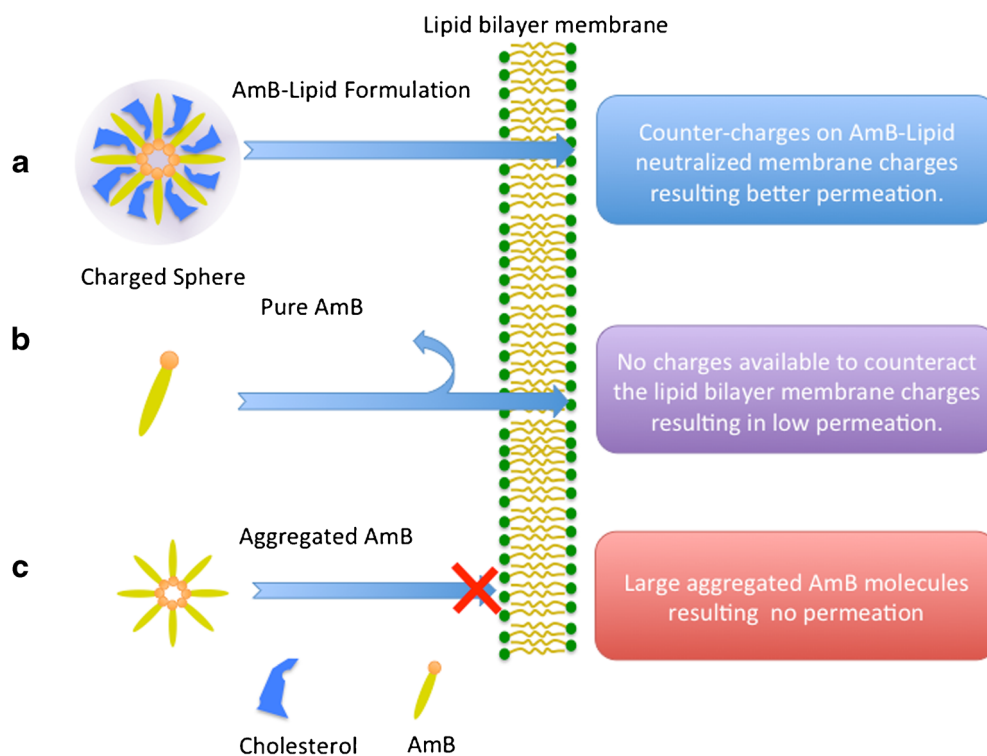 Lipid bilayer membrane
a
AmB-Lipid Formulation
Charged Sphere
Counter-charges on AmB-Lipid
neutralized membrane charges
resulting better permeation.
b
Pure AmB
No charges available to counteract
the lipid bilayer membrane charges
resulting in low permeation.
c
Aggregated AmB
Large aggregated AmB molecules
resulting no permeation
Cholesterol
AmB